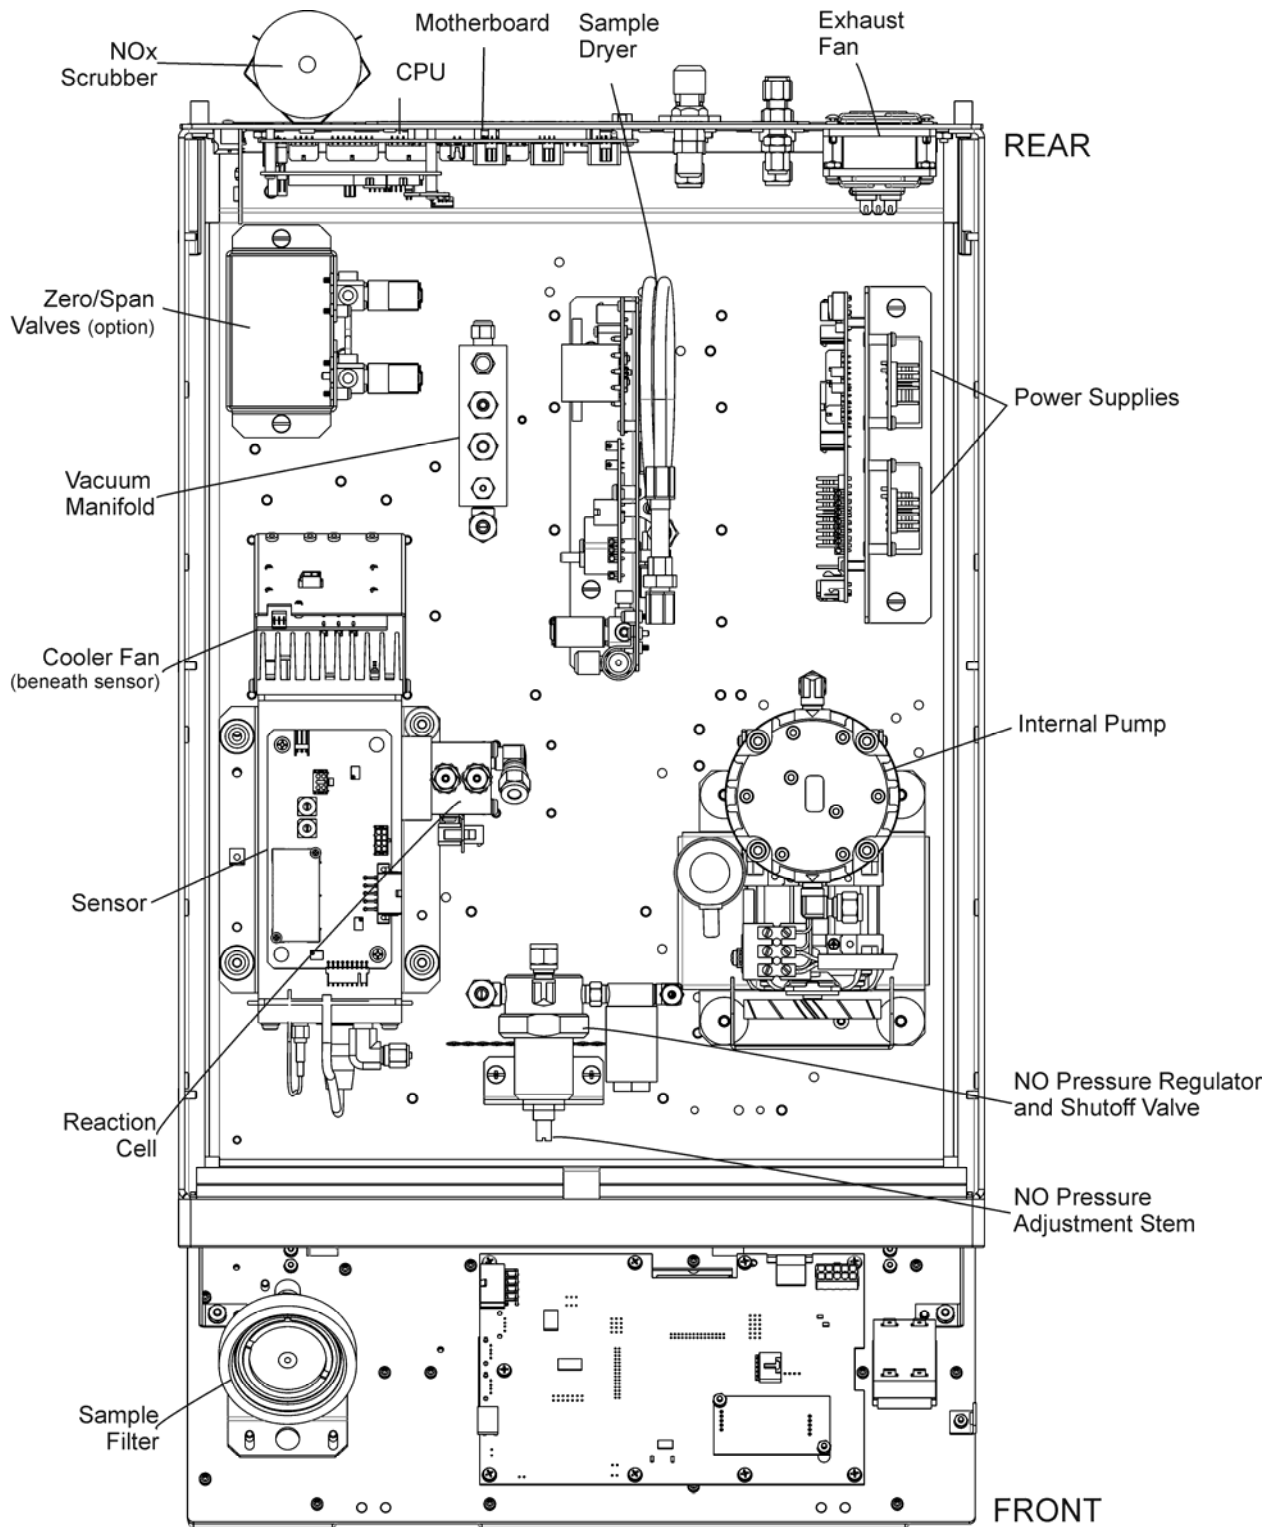 NOx
Scrubber
CPU
Motherboard
Sample
Dryer
Exhaust
Fan
REAR
Zero/Span
Valves (option)
Power Supplies
Vacuum
Manifold
Cooler Fan
(beneath sensor)
Internal Pump
Sensor
NO Pressure Regulator
and Shutoff Valve
Reaction
Cell
NO Pressure
Adjustment Stem
Sample
Filter
FRONT